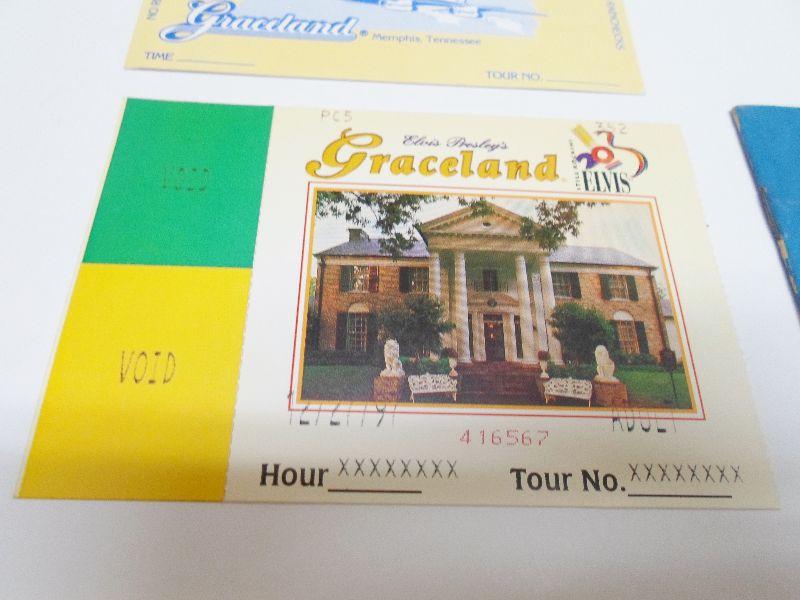 Graceland® Memphis, Tennessee
TIME
TOUR NO.
PC5
VOID
Elvis Presley's
Graceland
ELVIS
VOID
ADULT
416567
Hour XXXXXXXX
Tour No. XXXXXXXX